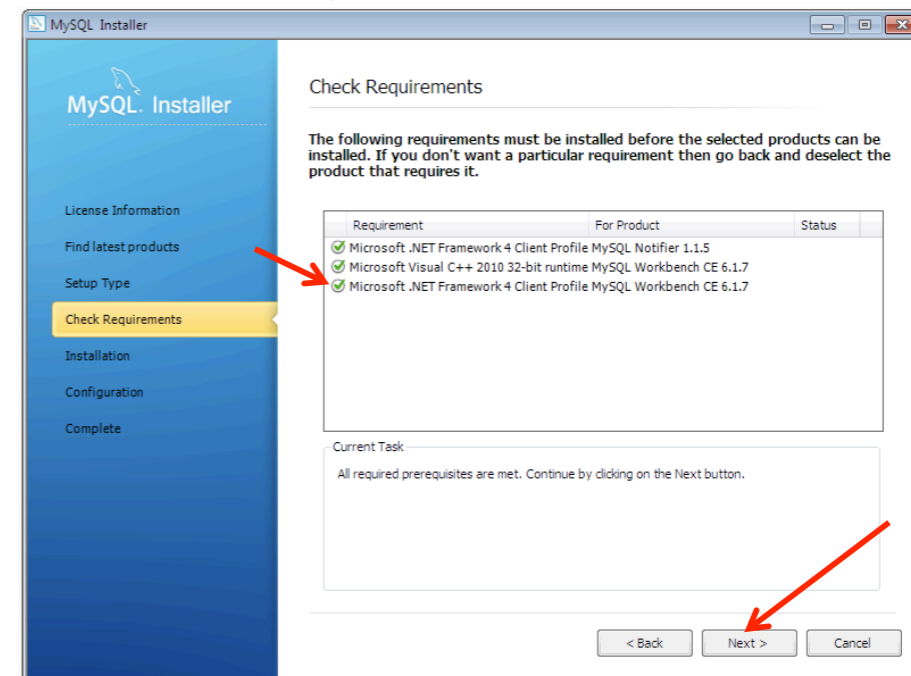 MySQL Installer
MySQL. Installer
License Information
Find latest products
Setup Type
Check Requirements
Installation
Configuration
Complete
Check Requirements
The following requirements must be installed before the selected products can be
installed. If you don't want a particular requirement then go back and deselect the
product that requires it.
Requirement For Product Status
Microsoft .NET Framework 4 Client Profile MySQL Notifier 1.1.5
Microsoft Visual C++ 2010 32-bit runtime MySQL Workbench CE 6.1.7
Microsoft .NET Framework 4 Client Profile MySQL Workbench CE 6.1.7
Current Task
All required prerequisites are met. Continue by clicking on the Next button.
< Back Next > Cancel